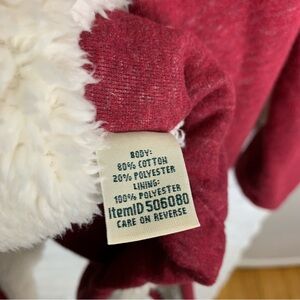 BODY:
80% COTTON
20% POLYESTER
LINING:
100% POLYESTER
ItemID 506080
CARE ON REVERSE